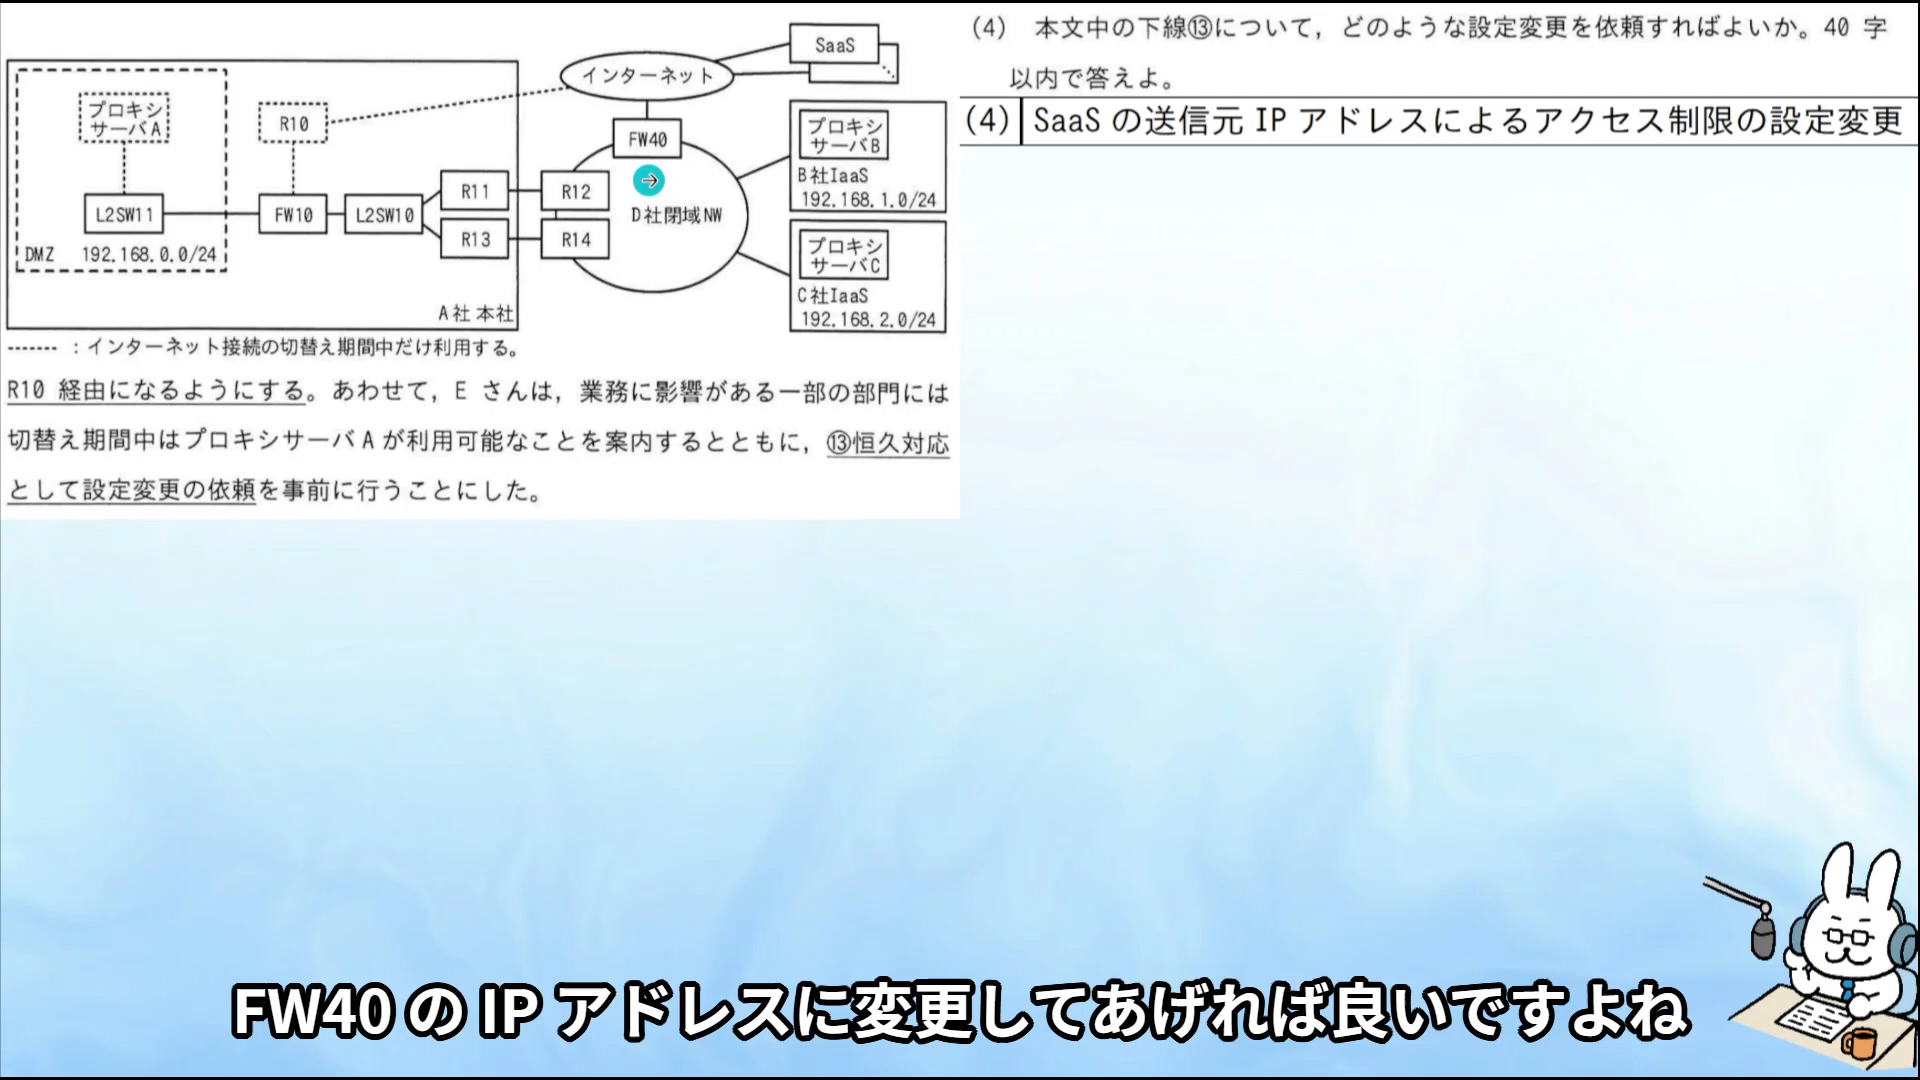 SaaS
インターネット
プロキシ
サーバA
R10
FW40
プロキシ
サーバB
B社IaaS
192.168.1.0/24
R11
R12
L2SW11
FW10
L2SW10
D社閉域NW
R13
R14
DMZ 192.168.0.0/24
プロキシ
サーバC
C社IaaS
192.168.2.0/24
A社 本社
------- :インターネット接続の切替え期間中だけ利用する。
R10 経由になるようにする。あわせて,E さんは,業務に影響がある一部の部門には
切替え期間中はプロキシサーバ A が利用可能なことを案内するとともに,⑬恒久対応
として設定変更の依頼を事前に行うことにした。
(4) 本文中の下線⑬について,どのような設定変更を依頼すればよいか。40 字
以内で答えよ。
(4) SaaS の送信元 IP アドレスによるアクセス制限の設定変更
FW40 の IP アドレスに変更してあげれば良いですよね